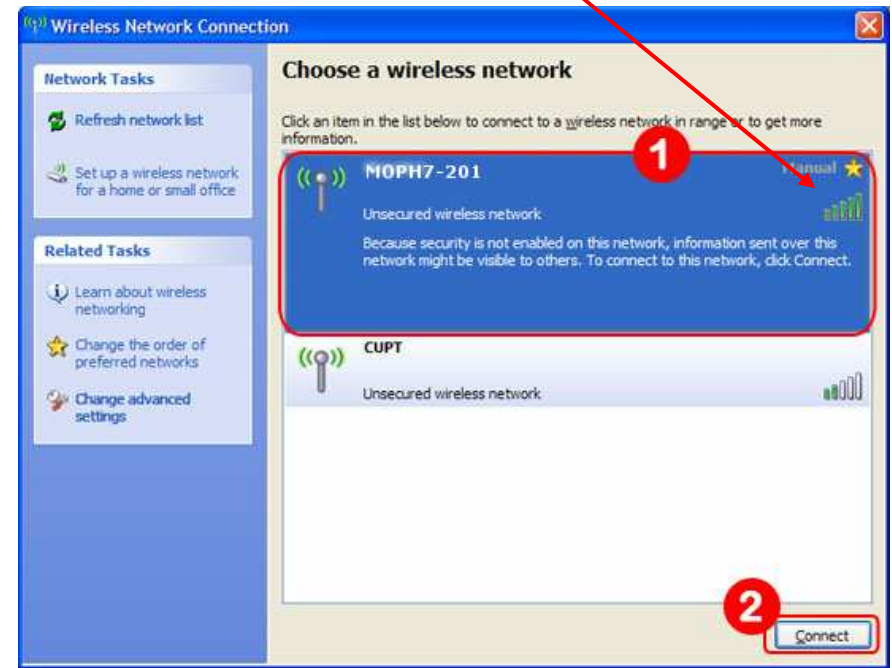 Wireless Network Connection
Network Tasks
Refresh network list
Set up a wireless network
for a home or small office
Related Tasks
Learn about wireless
networking
Change the order of
preferred networks
Change advanced
settings
Choose a wireless network
Click an item in the list below to connect to a wireless network in range or to get more
information.
1
MOPH7-201
Manual
Unsecured wireless network
Because security is not enabled on this network, information sent over this
network might be visible to others. To connect to this network, click Connect.
CUPT
Unsecured wireless network
2
Connect